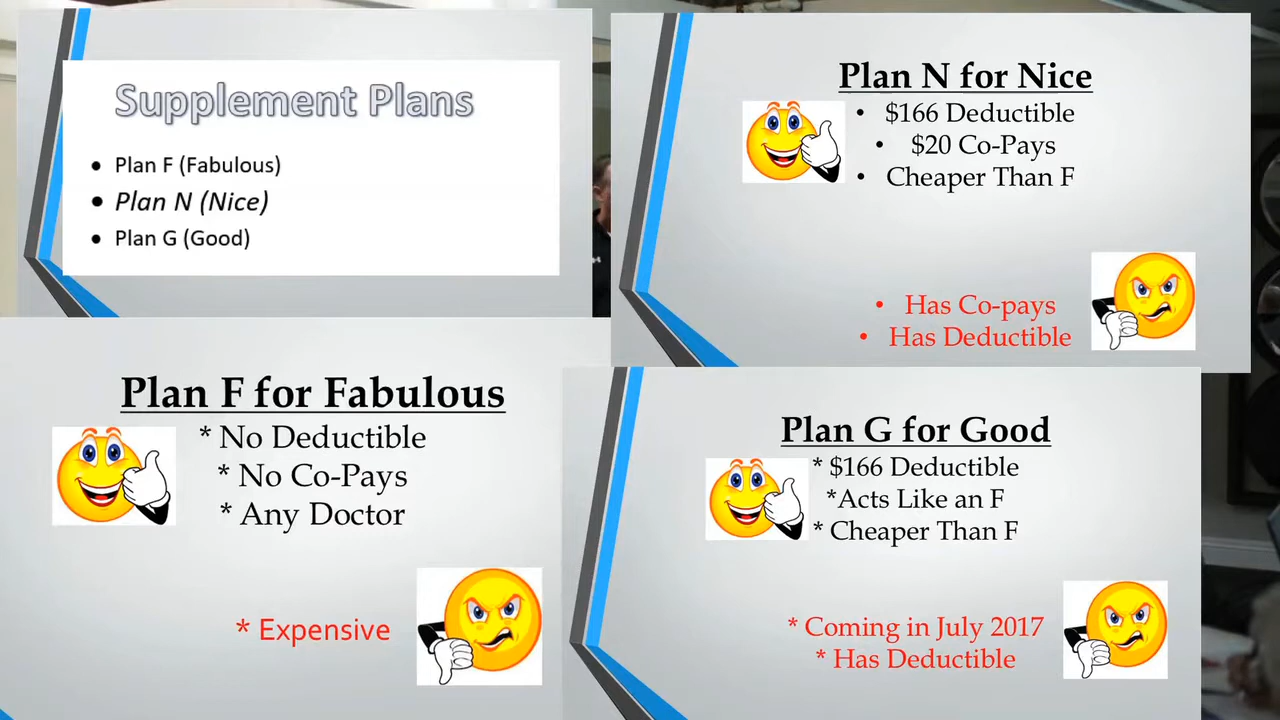 Supplement Plans
• Plan F (Fabulous)
• Plan N (Nice)
• Plan G (Good)
Plan N for Nice
• $166 Deductible
• $20 Co-Pays
• Cheaper Than F
• Has Co-pays
• Has Deductible
Plan F for Fabulous
* No Deductible
* No Co-Pays
* Any Doctor
* Expensive
Plan G for Good
* $166 Deductible
*Acts Like an F
* Cheaper Than F
* Coming in July 2017
* Has Deductible